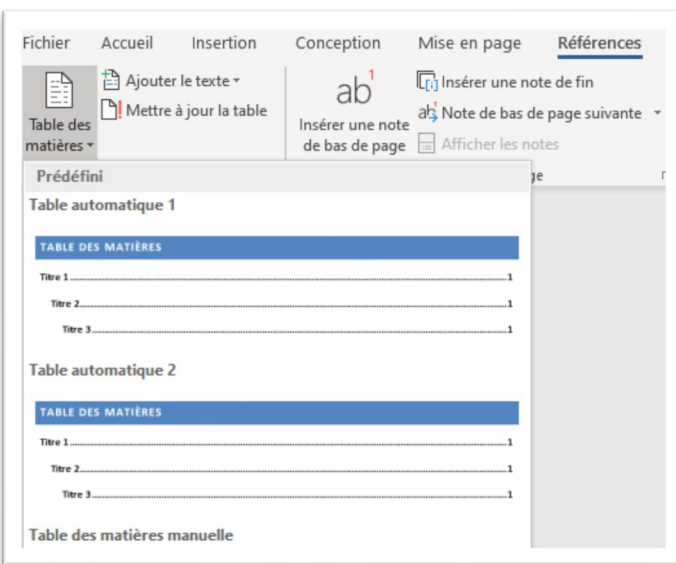 Fichier Accueil Insertion Conception Mise en page Références
Ajouter le texte
Mettre à jour la table
Table des
matières
ab¹
Insérer une note
de bas de page
Insérer une note de fin
Note de bas de page suivante
Afficher les notes
Prédéfini
Table automatique 1
TABLE DES MATIÈRES
Titre 1 1
Titre 2 1
Titre 3 1
Table automatique 2
TABLE DES MATIÈRES
Titre 1 1
Titre 2 1
Titre 3 1
Table des matières manuelle